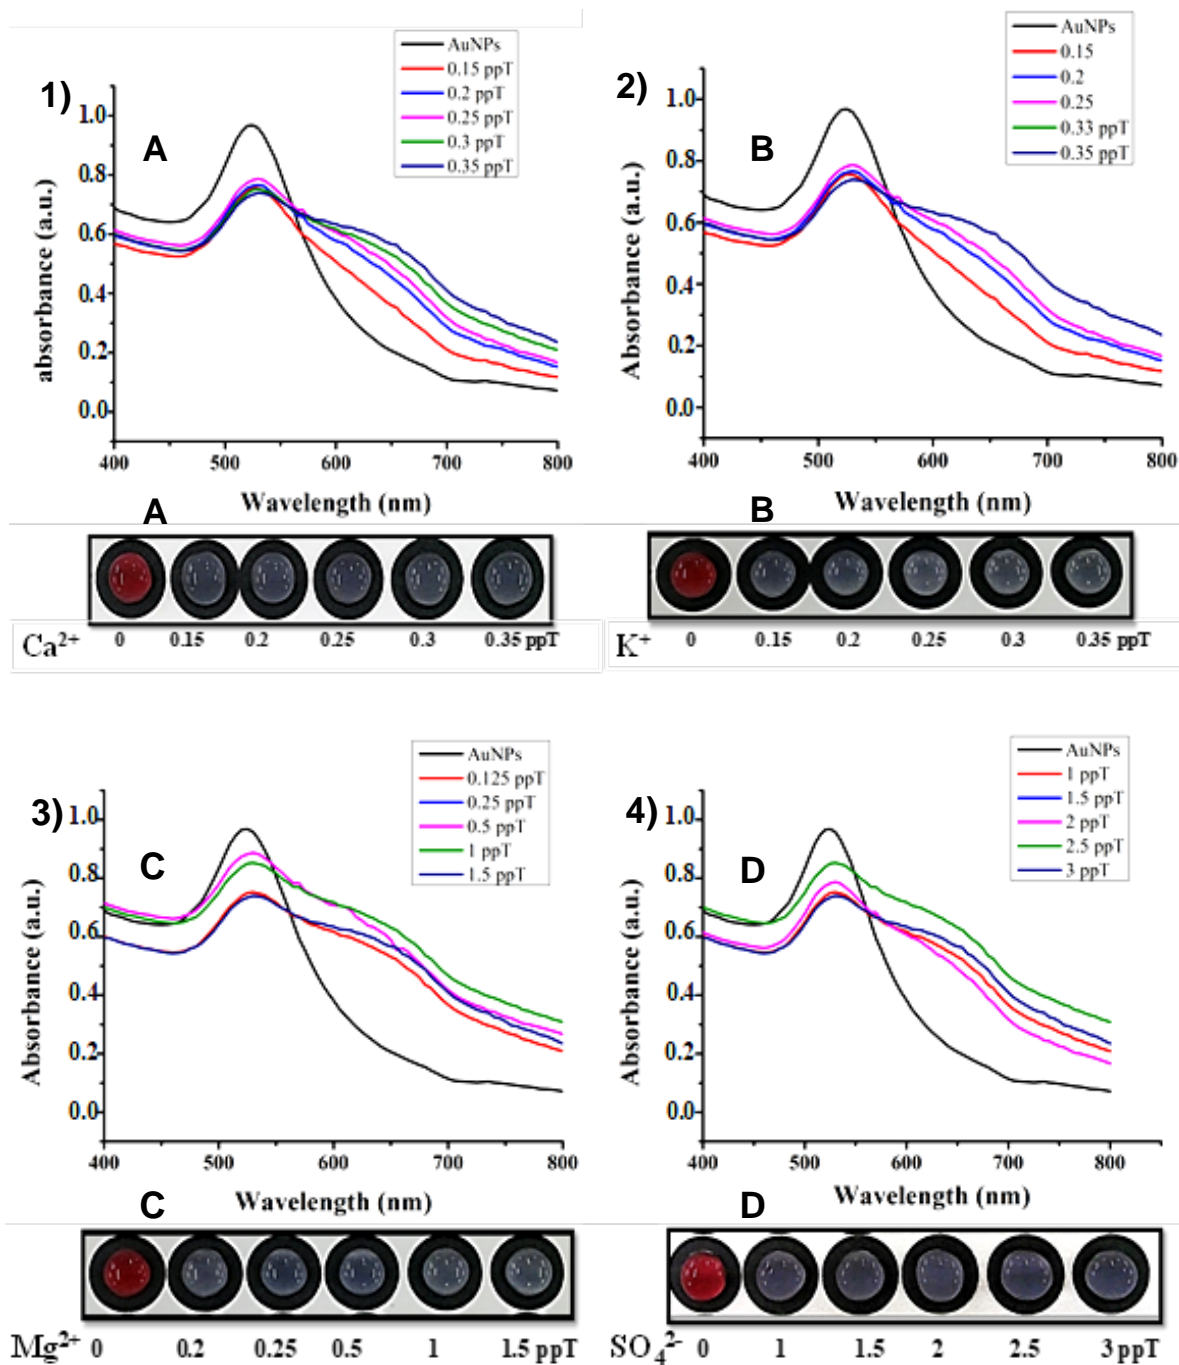 1)
A
AuNPs
0.15 ppT
0.2 ppT
0.25 ppT
0.3 ppT
0.35 ppT
absorbance (a.u.)
1.0
0.8
0.6
0.4
0.2
0.0
400 500 600 700 800
Wavelength (nm)
2)
B
AuNPs
0.15
0.2
0.25
0.33 ppT
0.35 ppT
Absorbance (a.u.)
1.0
0.8
0.6
0.4
0.2
0.0
400 500 600 700 800
Wavelength (nm)
A
Ca²⁺ 0 0.15 0.2 0.25 0.3 0.35 ppT
B
K⁺ 0 0.15 0.2 0.25 0.3 0.35 ppT
3)
C
AuNPs
0.125 ppT
0.25 ppT
0.5 ppT
1 ppT
1.5 ppT
Absorbance (a.u.)
1.0
0.8
0.6
0.4
0.2
0.0
400 500 600 700 800
Wavelength (nm)
4)
D
AuNPs
1 ppT
1.5 ppT
2 ppT
2.5 ppT
3 ppT
Absorbance (a.u.)
1.0
0.8
0.6
0.4
0.2
0.0
400 500 600 700 800
Wavelength (nm)
C
Mg²⁺ 0 0.2 0.25 0.5 1 1.5 ppT
D
SO₄²⁻ 0 1 1.5 2 2.5 3 ppT